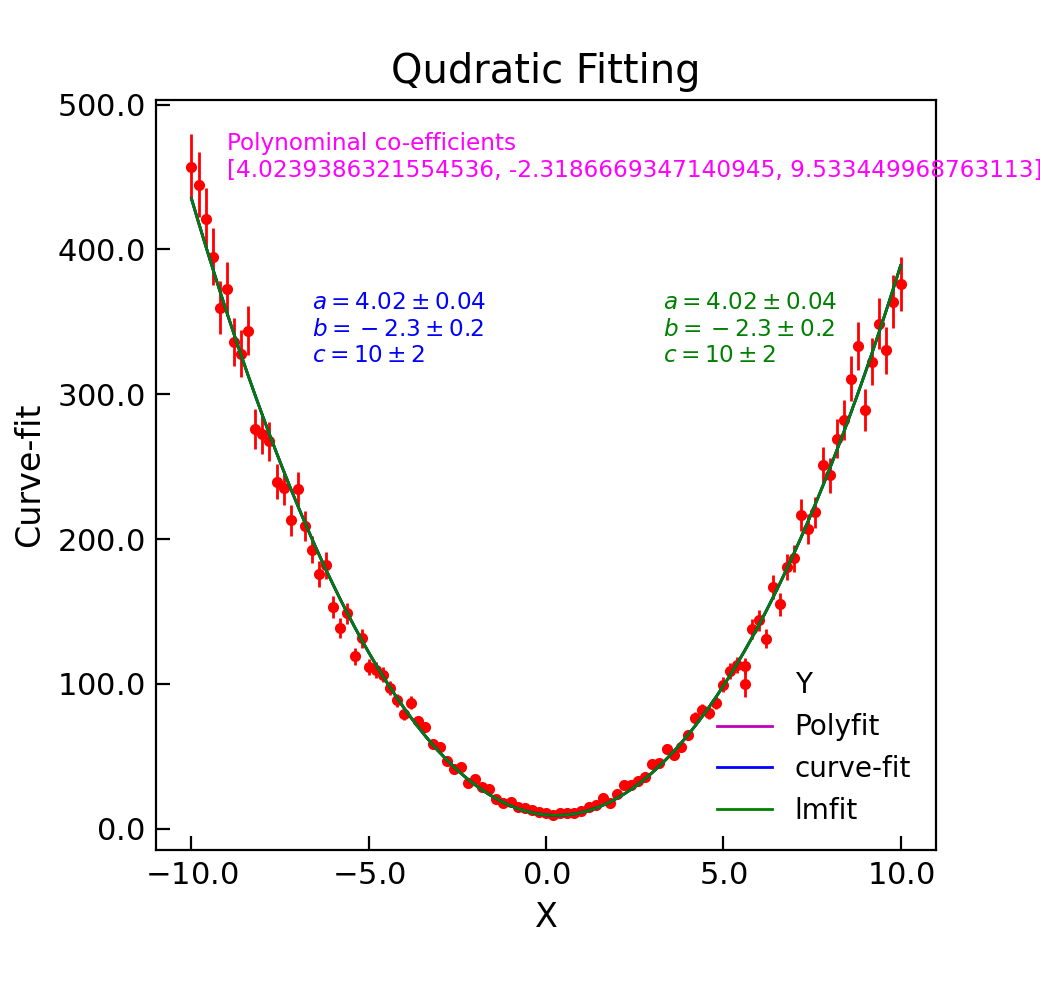 Qudratic Fitting
Polynominal co-efficients
[4.0239386321554536, -2.3186669347140945, 9.533449968763113]
a = 4.02 ± 0.04
b = −2.3 ± 0.2
c = 10 ± 2
a = 4.02 ± 0.04
b = −2.3 ± 0.2
c = 10 ± 2
500.0
400.0
300.0
200.0
100.0
0.0
Curve-fit
Y
Polyfit
curve-fit
lmfit
−10.0
−5.0
0.0
5.0
10.0
X